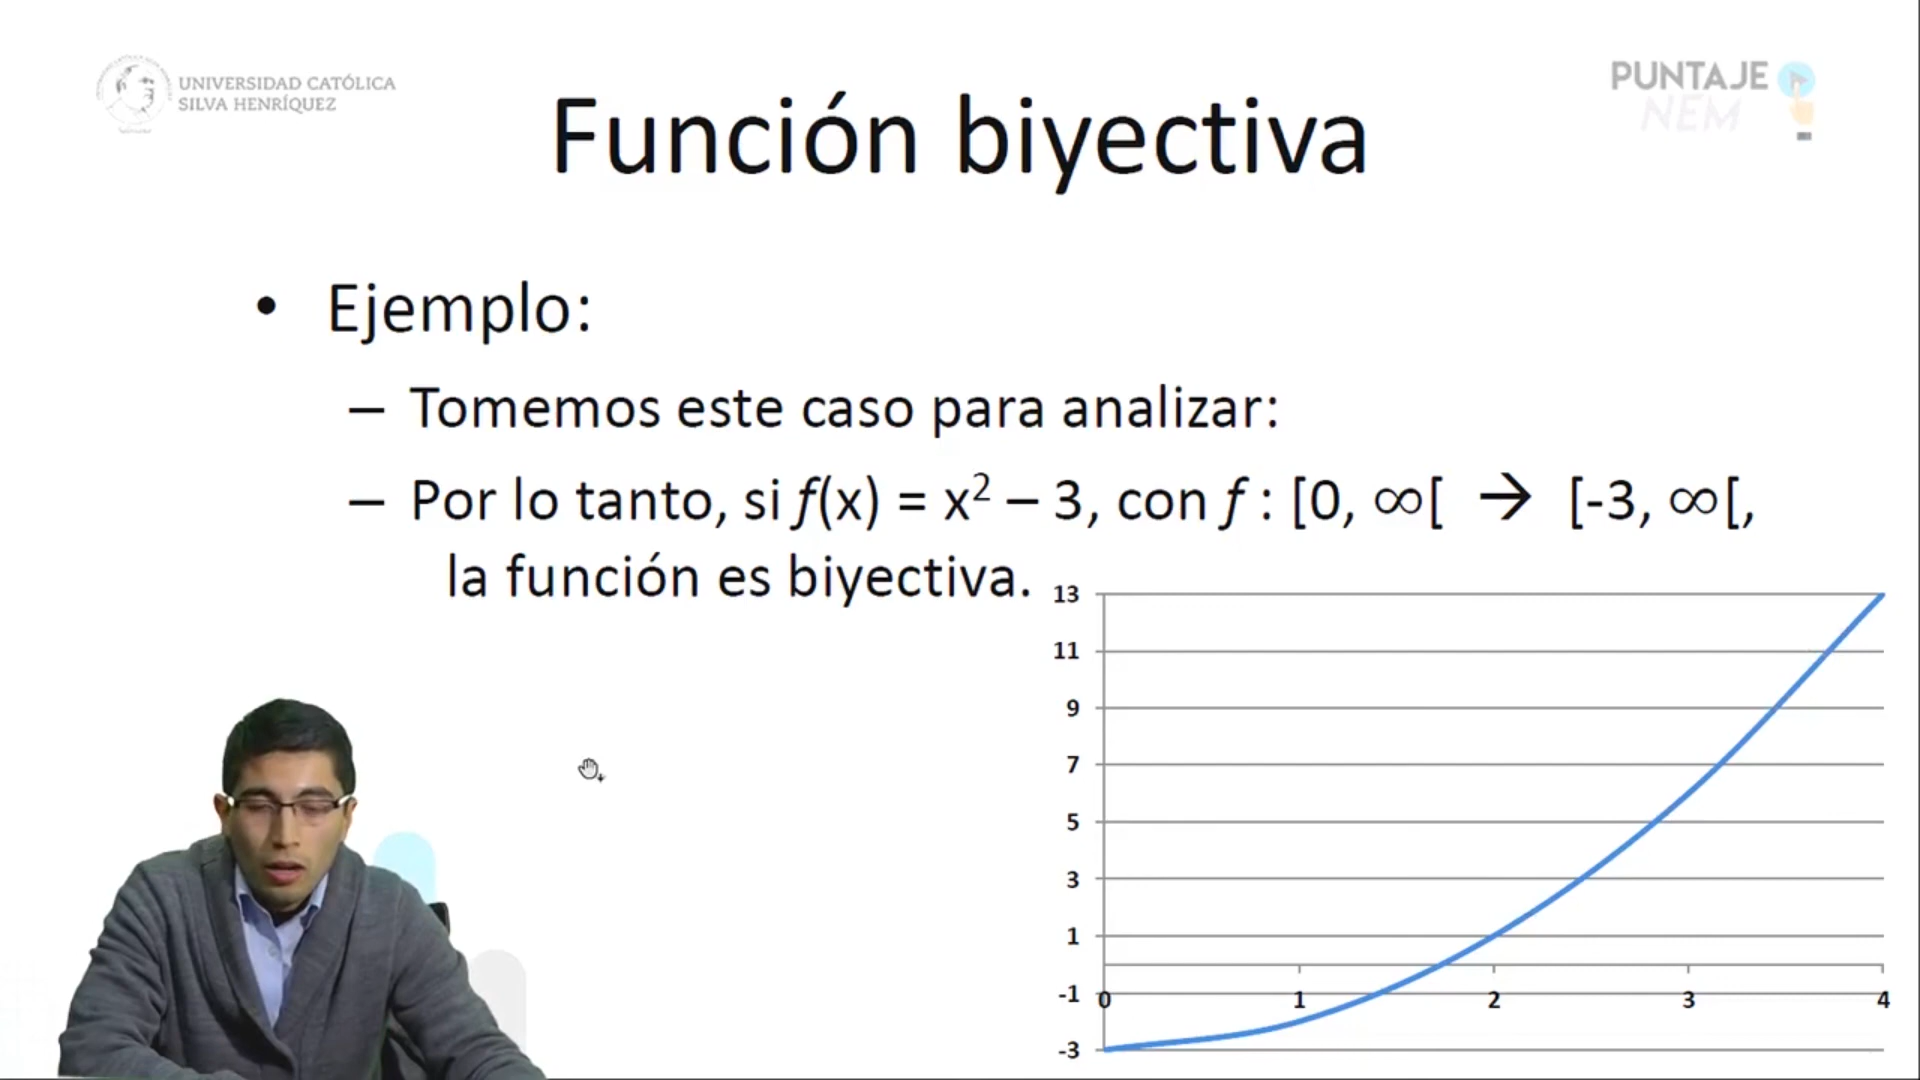 UNIVERSIDAD CATÓLICA
SILVA HENRÍQUEZ
PUNTAJE
NEM
Función biyectiva
• Ejemplo:
– Tomemos este caso para analizar:
– Por lo tanto, si f(x) = x² – 3, con f : [0, ∞[ → [-3, ∞[,
la función es biyectiva.
13
11
9
7
5
3
1
-1
-3
0 1 2 3 4